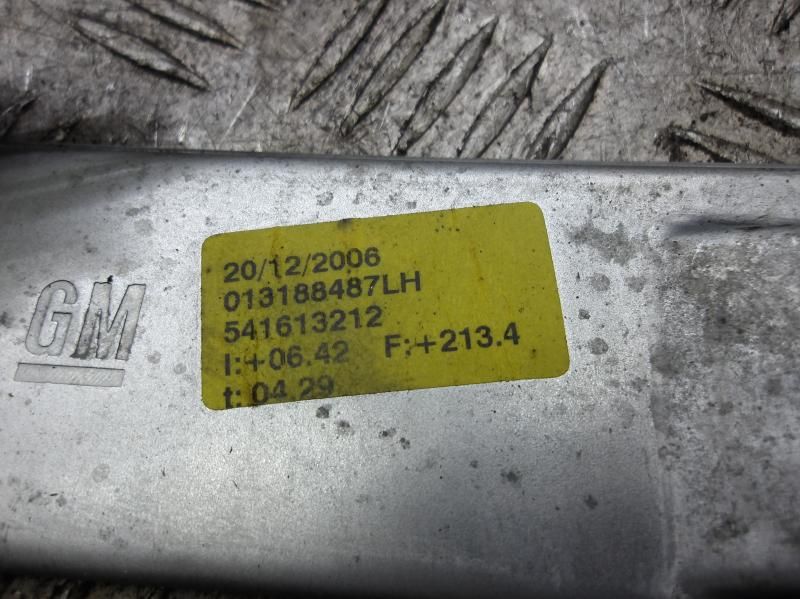 GM
20/12/2006
013188487LH
541613212
I:+06.42 F:+213.4
t: 04.29